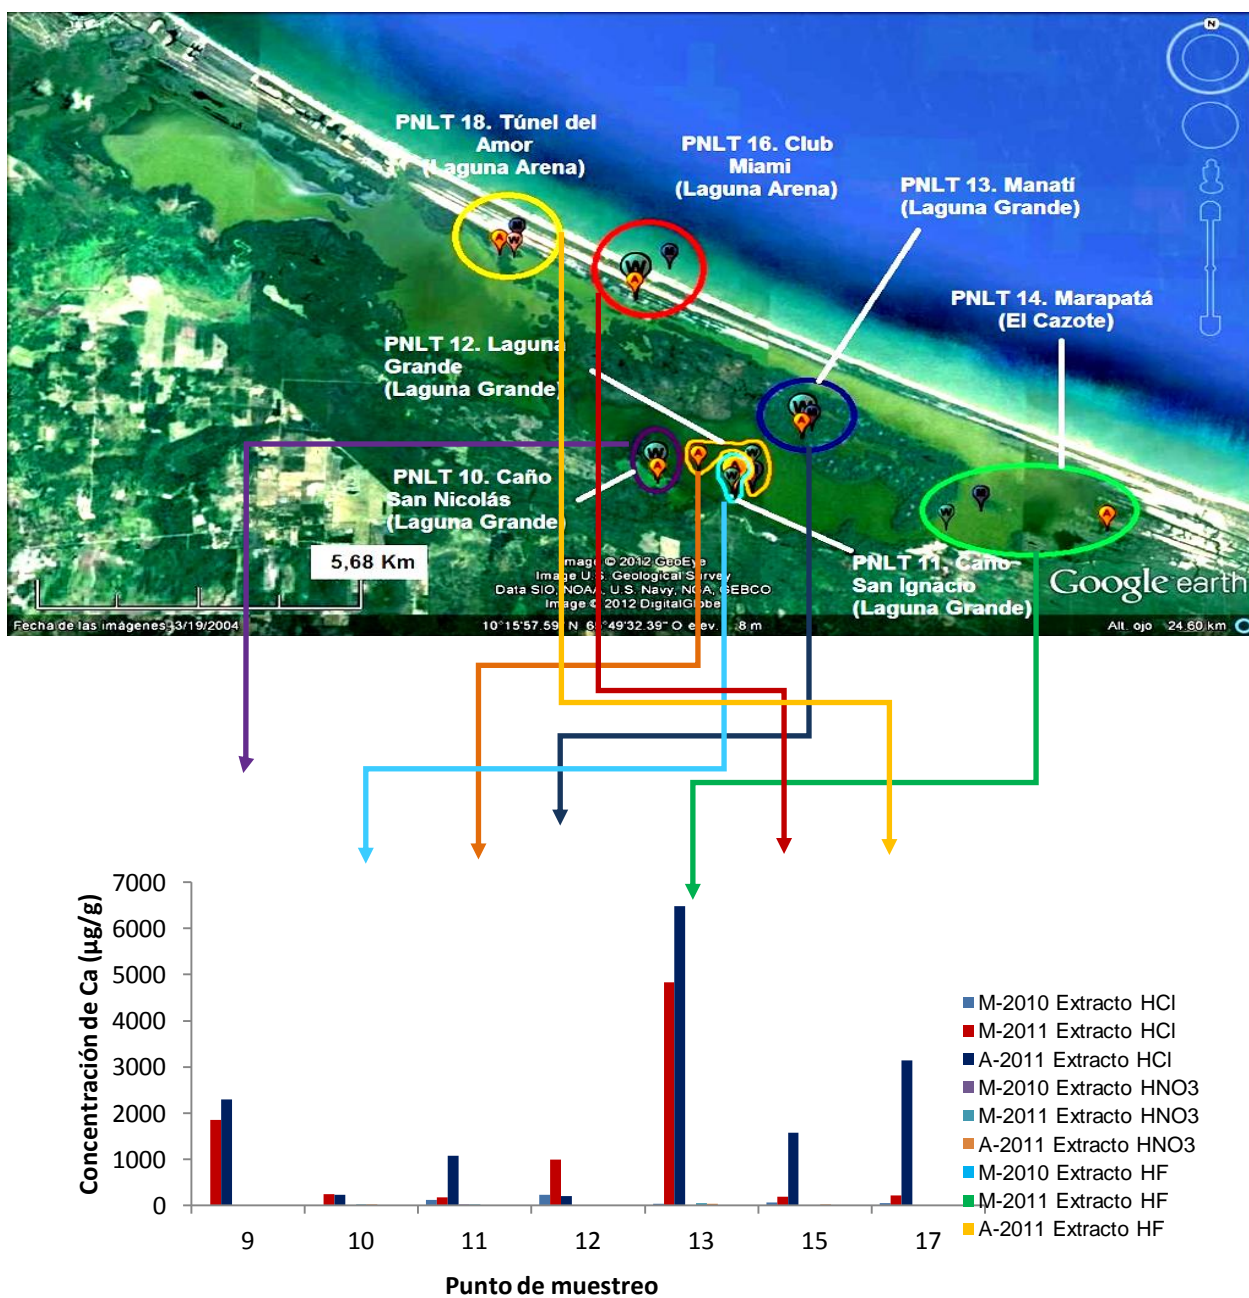 N
PNLT 18. Túnel del
Amor
(Laguna Arena)
PNLT 16. Club
Miami
(Laguna Arena)
PNLT 13. Manatí
(Laguna Grande)
PNLT 14. Marapatá
(El Cazote)
PNLT 12. Laguna
Grande
(Laguna Grande)
PNLT 10. Caño
San Nicolás
(Laguna Grande)
PNLT 11. Caño
San Ignacio
(Laguna Grande)
M
A W
W M
A
W
A
W
A
A
W
A
W
W M A
5,68 Km
Image © 2012 GeoEye
Image U.S. Geological Survey
Data SIO, NOAA, U.S. Navy, NGA, GEBCO
Image © 2012 DigitalGlobe
Google earth
Fecha de las imágenes: 3/19/2004
O elev. 8 m
Alt. ojo 24.60 km
Concentración de Ca (µg/g)
7000
6000
5000
4000
3000
2000
1000
0
9 10 11 12 13 15 17
Punto de muestreo
M-2010 Extracto HCl
M-2011 Extracto HCl
A-2011 Extracto HCl
M-2010 Extracto HNO3
M-2011 Extracto HNO3
A-2011 Extracto HNO3
M-2010 Extracto HF
M-2011 Extracto HF
A-2011 Extracto HF